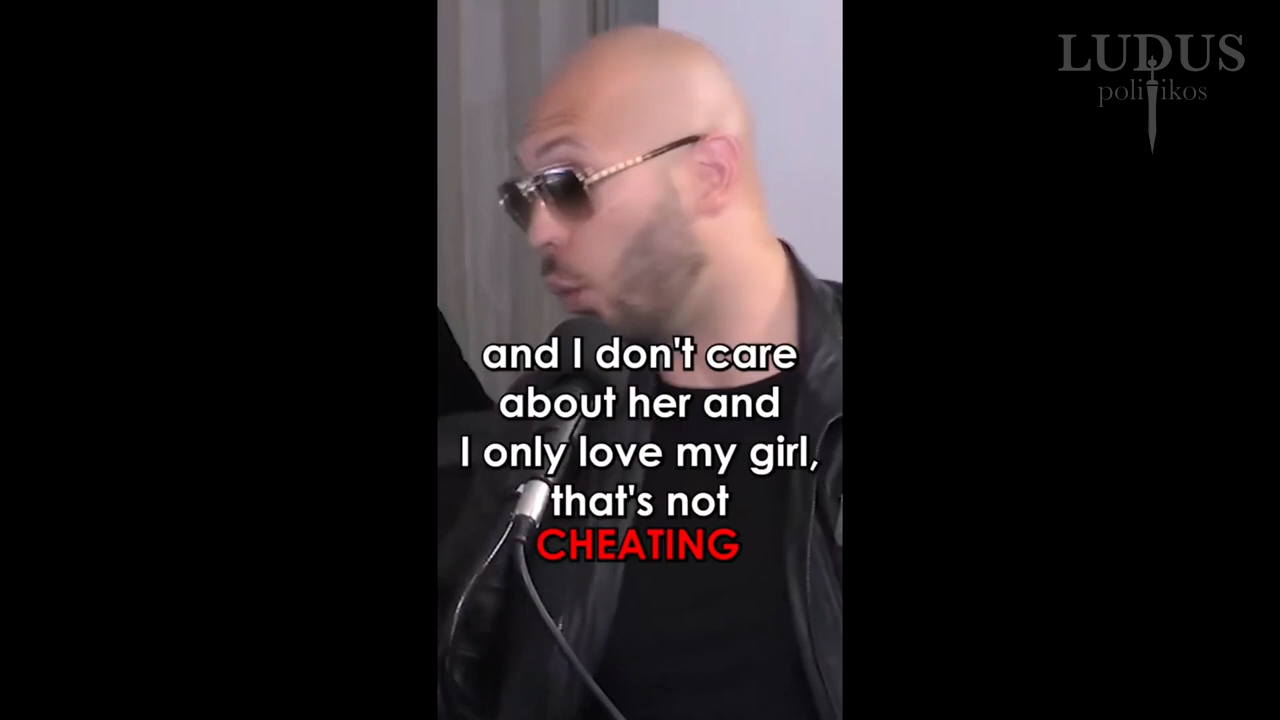 LUDUS
politikos
and I don't care
about her and
I only love my girl,
that's not
CHEATING